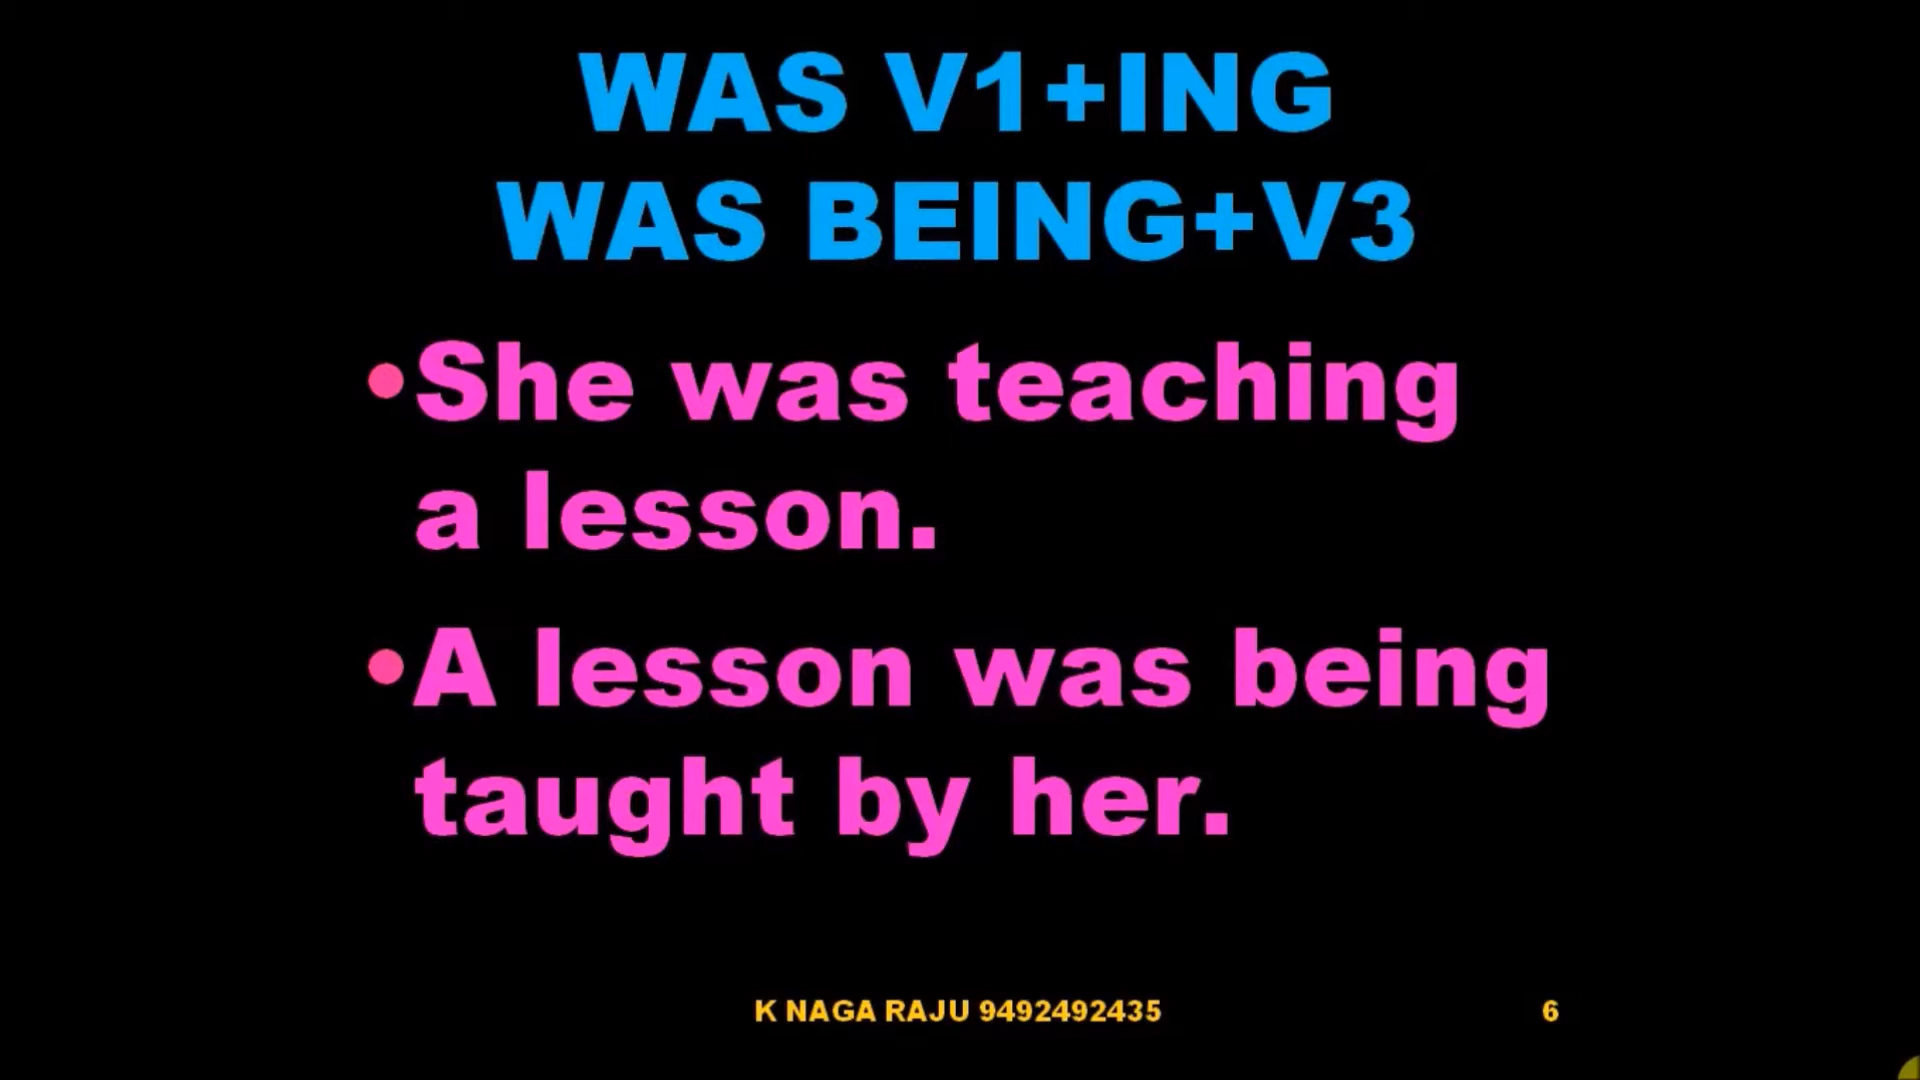 WAS V1+ING
WAS BEING+V3
•She was teaching
a lesson.
•A lesson was being
taught by her.
K NAGA RAJU 9492492435
6